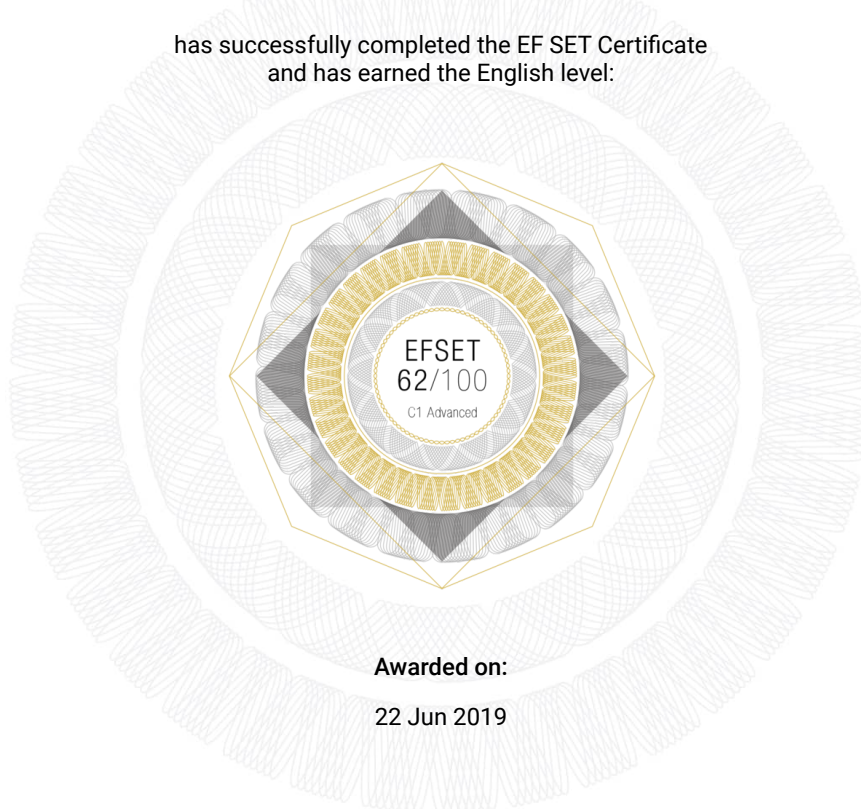 has successfully completed the EF SET Certificate
and has earned the English level:
EFSET
62/100
C1 Advanced
Awarded on:
22 Jun 2019